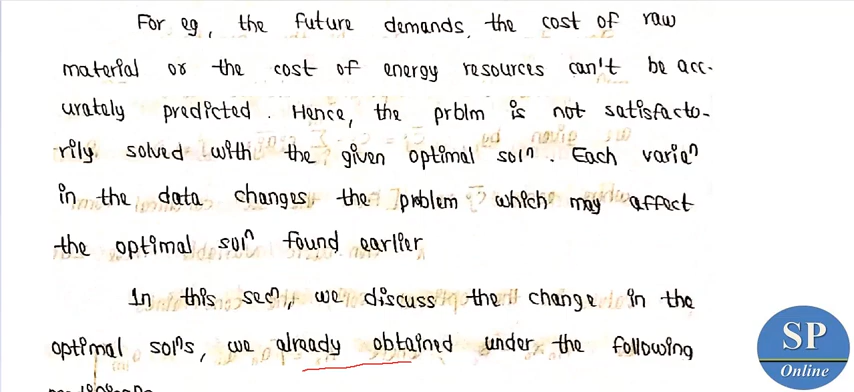 For eg, the future demands, the cost of raw
material or the cost of energy resources can't be acc-
urately predicted. Hence, the prblm is not satisfacto-
rily solved with the given optimal solⁿ. Each variaⁿ
in the data changes the problem which may affect
the optimal solⁿ found earlier.
In this secⁿ, we discuss the change in the
optimal solⁿs, we already obtained under the following
SP
Online